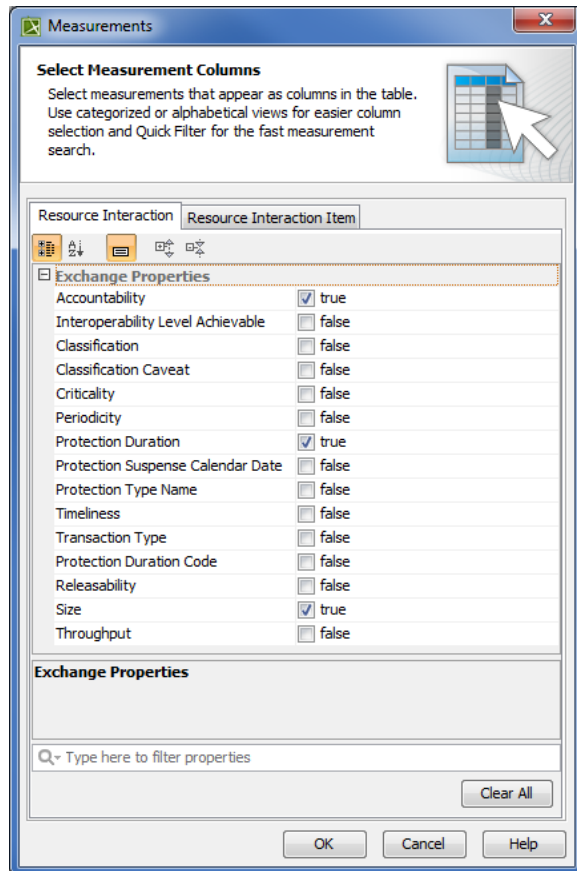 Measurements
Select Measurement Columns
Select measurements that appear as columns in the table.
Use categorized or alphabetical views for easier column
selection and Quick Filter for the fast measurement
search.
Resource Interaction Resource Interaction Item
Exchange Properties
Accountability true
Interoperability Level Achievable false
Classification false
Classification Caveat false
Criticality false
Periodicity false
Protection Duration true
Protection Suspense Calendar Date false
Protection Type Name false
Timeliness false
Transaction Type false
Protection Duration Code false
Releasability false
Size true
Throughput false
Exchange Properties
Type here to filter properties
Clear All
OK Cancel Help